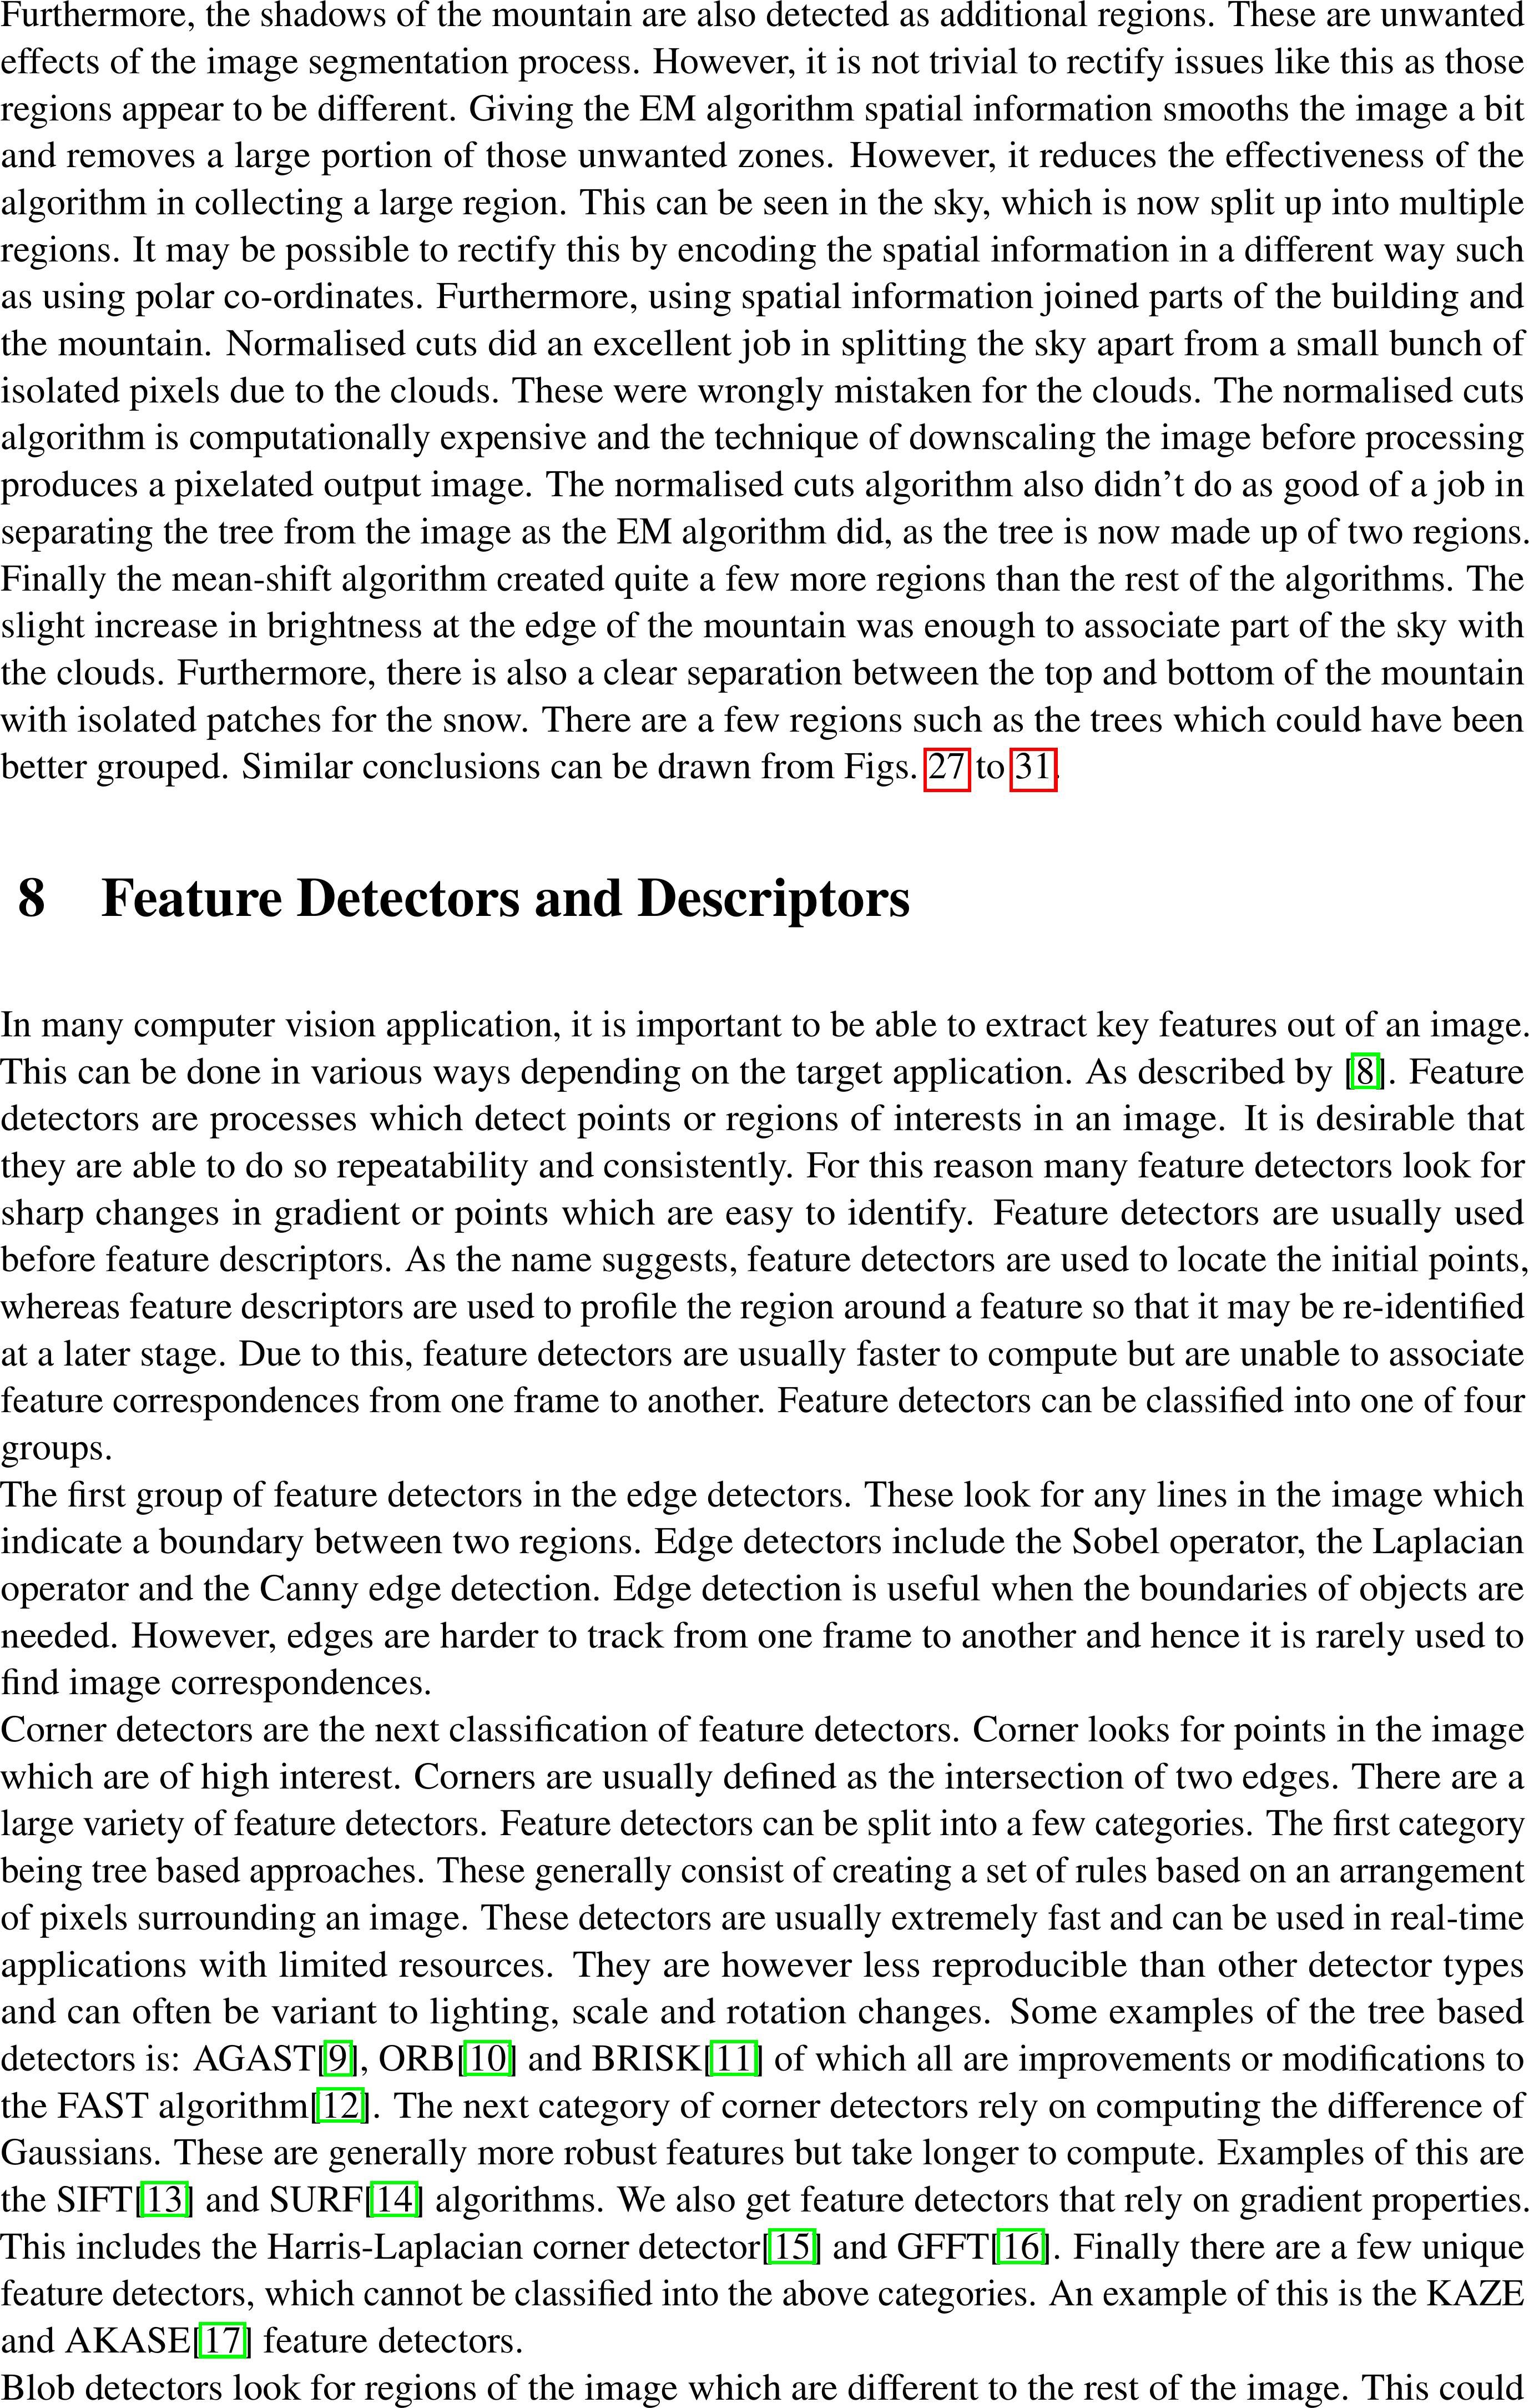 Furthermore, the shadows of the mountain are also detected as additional regions. These are unwanted
effects of the image segmentation process. However, it is not trivial to rectify issues like this as those
regions appear to be different. Giving the EM algorithm spatial information smooths the image a bit
and removes a large portion of those unwanted zones. However, it reduces the effectiveness of the
algorithm in collecting a large region. This can be seen in the sky, which is now split up into multiple
regions. It may be possible to rectify this by encoding the spatial information in a different way such
as using polar co-ordinates. Furthermore, using spatial information joined parts of the building and
the mountain. Normalised cuts did an excellent job in splitting the sky apart from a small bunch of
isolated pixels due to the clouds. These were wrongly mistaken for the clouds. The normalised cuts
algorithm is computationally expensive and the technique of downscaling the image before processing
produces a pixelated output image. The normalised cuts algorithm also didn't do as good of a job in
separating the tree from the image as the EM algorithm did, as the tree is now made up of two regions.
Finally the mean-shift algorithm created quite a few more regions than the rest of the algorithms. The
slight increase in brightness at the edge of the mountain was enough to associate part of the sky with
the clouds. Furthermore, there is also a clear separation between the top and bottom of the mountain
with isolated patches for the snow. There are a few regions such as the trees which could have been
better grouped. Similar conclusions can be drawn from Figs. 27 to 31.
8 Feature Detectors and Descriptors
In many computer vision application, it is important to be able to extract key features out of an image.
This can be done in various ways depending on the target application. As described by [8]. Feature
detectors are processes which detect points or regions of interests in an image. It is desirable that
they are able to do so repeatability and consistently. For this reason many feature detectors look for
sharp changes in gradient or points which are easy to identify. Feature detectors are usually used
before feature descriptors. As the name suggests, feature detectors are used to locate the initial points,
whereas feature descriptors are used to profile the region around a feature so that it may be re-identified
at a later stage. Due to this, feature detectors are usually faster to compute but are unable to associate
feature correspondences from one frame to another. Feature detectors can be classified into one of four
groups.
The first group of feature detectors in the edge detectors. These look for any lines in the image which
indicate a boundary between two regions. Edge detectors include the Sobel operator, the Laplacian
operator and the Canny edge detection. Edge detection is useful when the boundaries of objects are
needed. However, edges are harder to track from one frame to another and hence it is rarely used to
find image correspondences.
Corner detectors are the next classification of feature detectors. Corner looks for points in the image
which are of high interest. Corners are usually defined as the intersection of two edges. There are a
large variety of feature detectors. Feature detectors can be split into a few categories. The first category
being tree based approaches. These generally consist of creating a set of rules based on an arrangement
of pixels surrounding an image. These detectors are usually extremely fast and can be used in real-time
applications with limited resources. They are however less reproducible than other detector types
and can often be variant to lighting, scale and rotation changes. Some examples of the tree based
detectors is: AGAST[9], ORB[10] and BRISK[11] of which all are improvements or modifications to
the FAST algorithm[12]. The next category of corner detectors rely on computing the difference of
Gaussians. These are generally more robust features but take longer to compute. Examples of this are
the SIFT[13] and SURF[14] algorithms. We also get feature detectors that rely on gradient properties.
This includes the Harris-Laplacian corner detector[15] and GFFT[16]. Finally there are a few unique
feature detectors, which cannot be classified into the above categories. An example of this is the KAZE
and AKASE[17] feature detectors.
Blob detectors look for regions of the image which are different to the rest of the image. This could